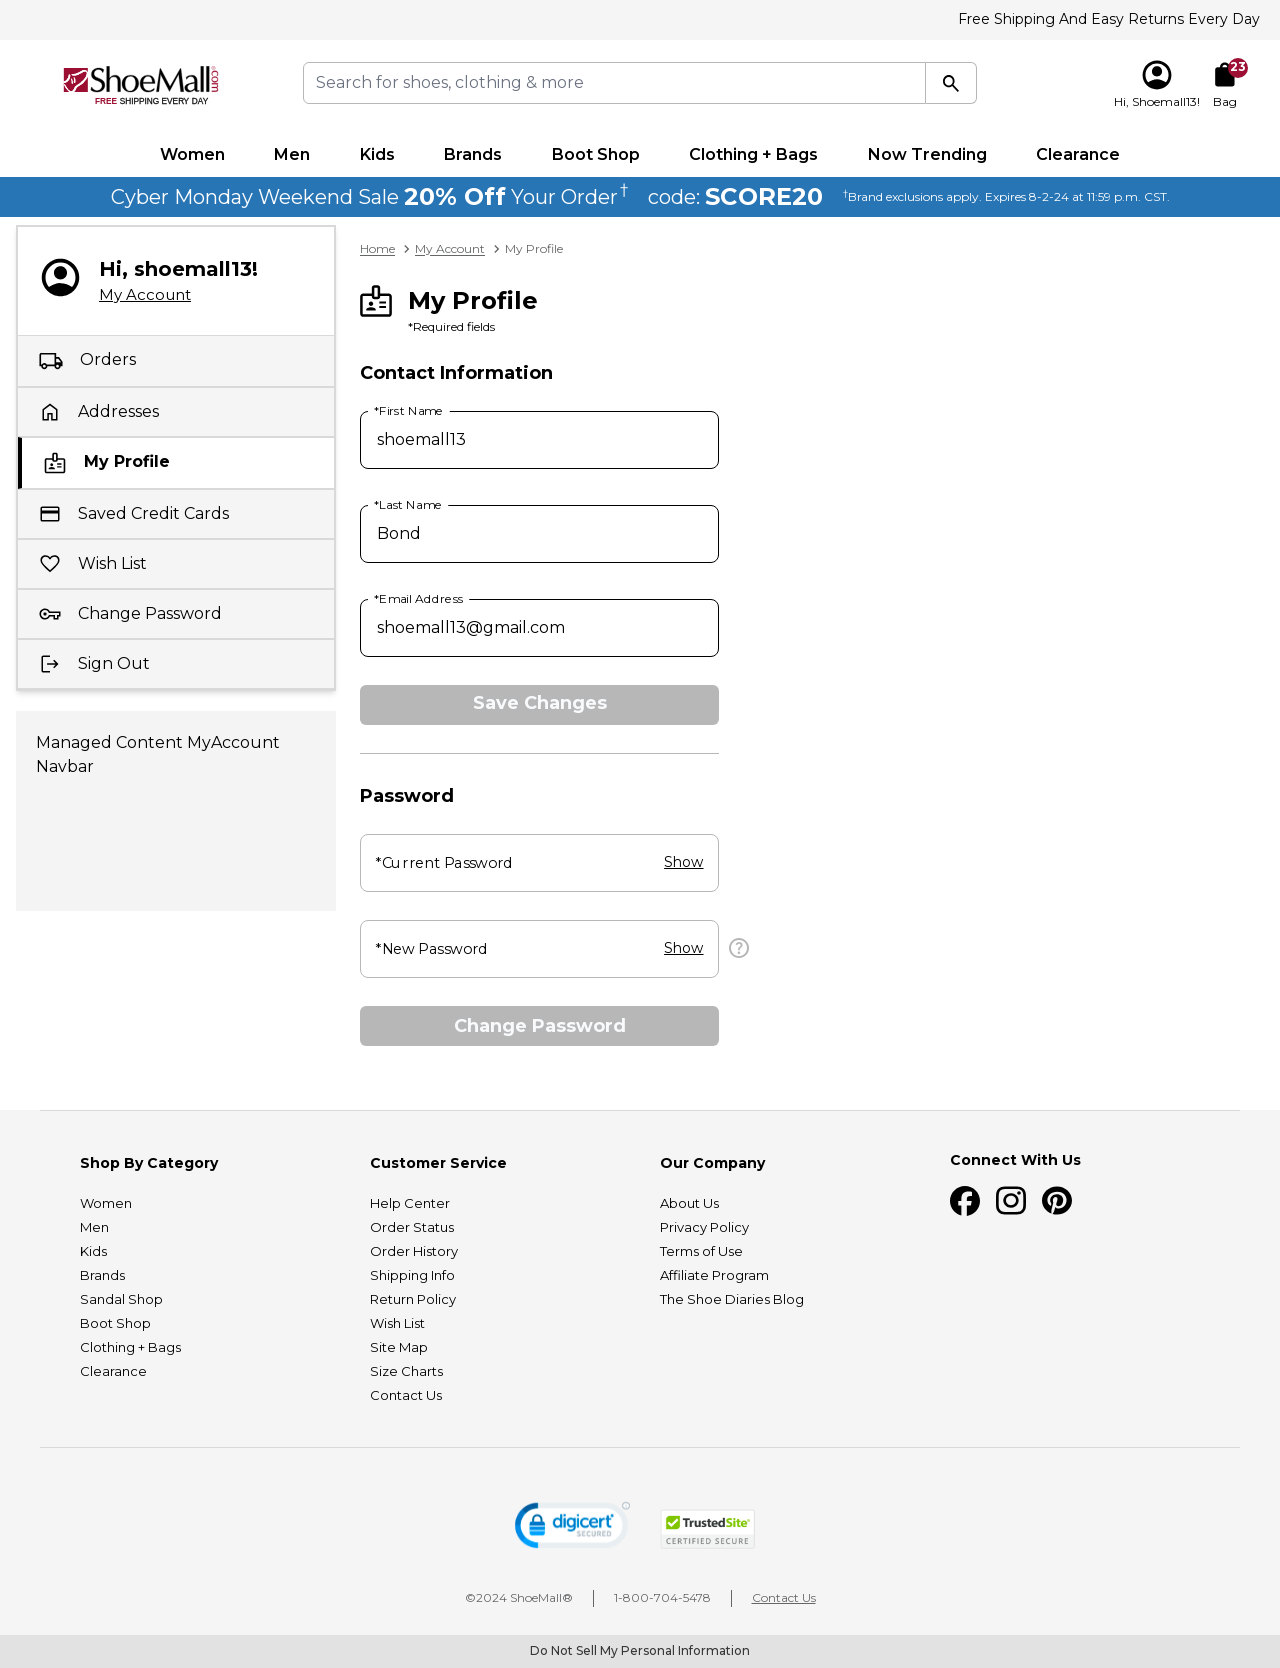 Free Shipping And Easy Returns Every Day
ShoeMall.com®
FREE SHIPPING EVERY DAY
Search for shoes, clothing & more
Hi, Shoemall13!
23
Bag
Women Men Kids Brands Boot Shop Clothing + Bags Now Trending Clearance
Cyber Monday Weekend Sale 20% Off Your Order† code: SCORE20 †Brand exclusions apply. Expires 8-2-24 at 11:59 p.m. CST.
Hi, shoemall13!
My Account
Orders
Addresses
My Profile
Saved Credit Cards
Wish List
Change Password
Sign Out
Managed Content MyAccount
Navbar
Home > My Account > My Profile
My Profile
*Required fields
Contact Information
*First Name
shoemall13
*Last Name
Bond
*Email Address
shoemall13@gmail.com
Save Changes
Password
*Current Password Show
*New Password Show ?
Change Password
Shop By Category
Women
Men
Kids
Brands
Sandal Shop
Boot Shop
Clothing + Bags
Clearance
Customer Service
Help Center
Order Status
Order History
Shipping Info
Return Policy
Wish List
Site Map
Size Charts
Contact Us
Our Company
About Us
Privacy Policy
Terms of Use
Affiliate Program
The Shoe Diaries Blog
Connect With Us
digicert
SECURED
TrustedSite
CERTIFIED SECURE
©2024 ShoeMall® | 1-800-704-5478 | Contact Us
Do Not Sell My Personal Information